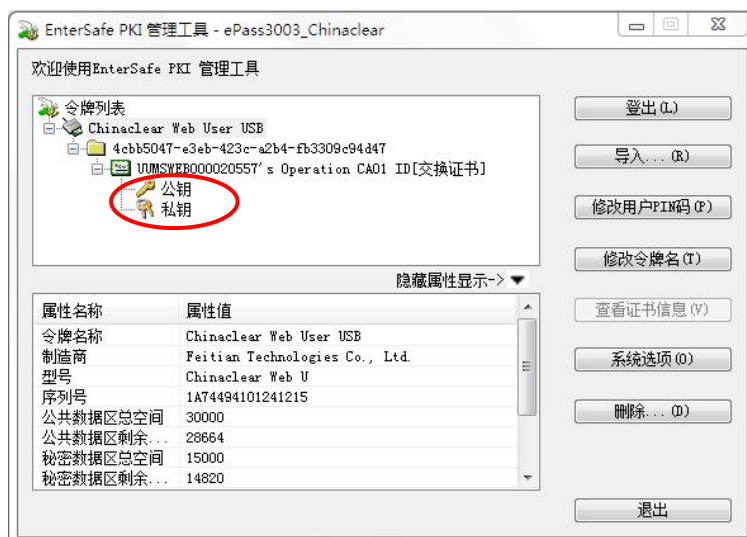 EnterSafe PKI 管理工具 - ePass3003_Chinaclear
欢迎使用EnterSafe PKI 管理工具
令牌列表
Chinaclear Web User USB
4cbb5047-e3eb-423c-a2b4-fb3309c94d47
UUMSWEB000020557's Operation CA01 ID[交换证书]
公钥
私钥
隐藏属性显示->
属性名称 属性值
令牌名称 Chinaclear Web User USB
制造商 Feitian Technologies Co., Ltd.
型号 Chinaclear Web U
序列号 1A74494101241215
公共数据区总空间 30000
公共数据区剩余... 28664
秘密数据区总空间 15000
秘密数据区剩余... 14820
登出(L)
导入...(R)
修改用户PIN码(P)
修改令牌名(T)
查看证书信息(V)
系统选项(O)
删除...(D)
退出